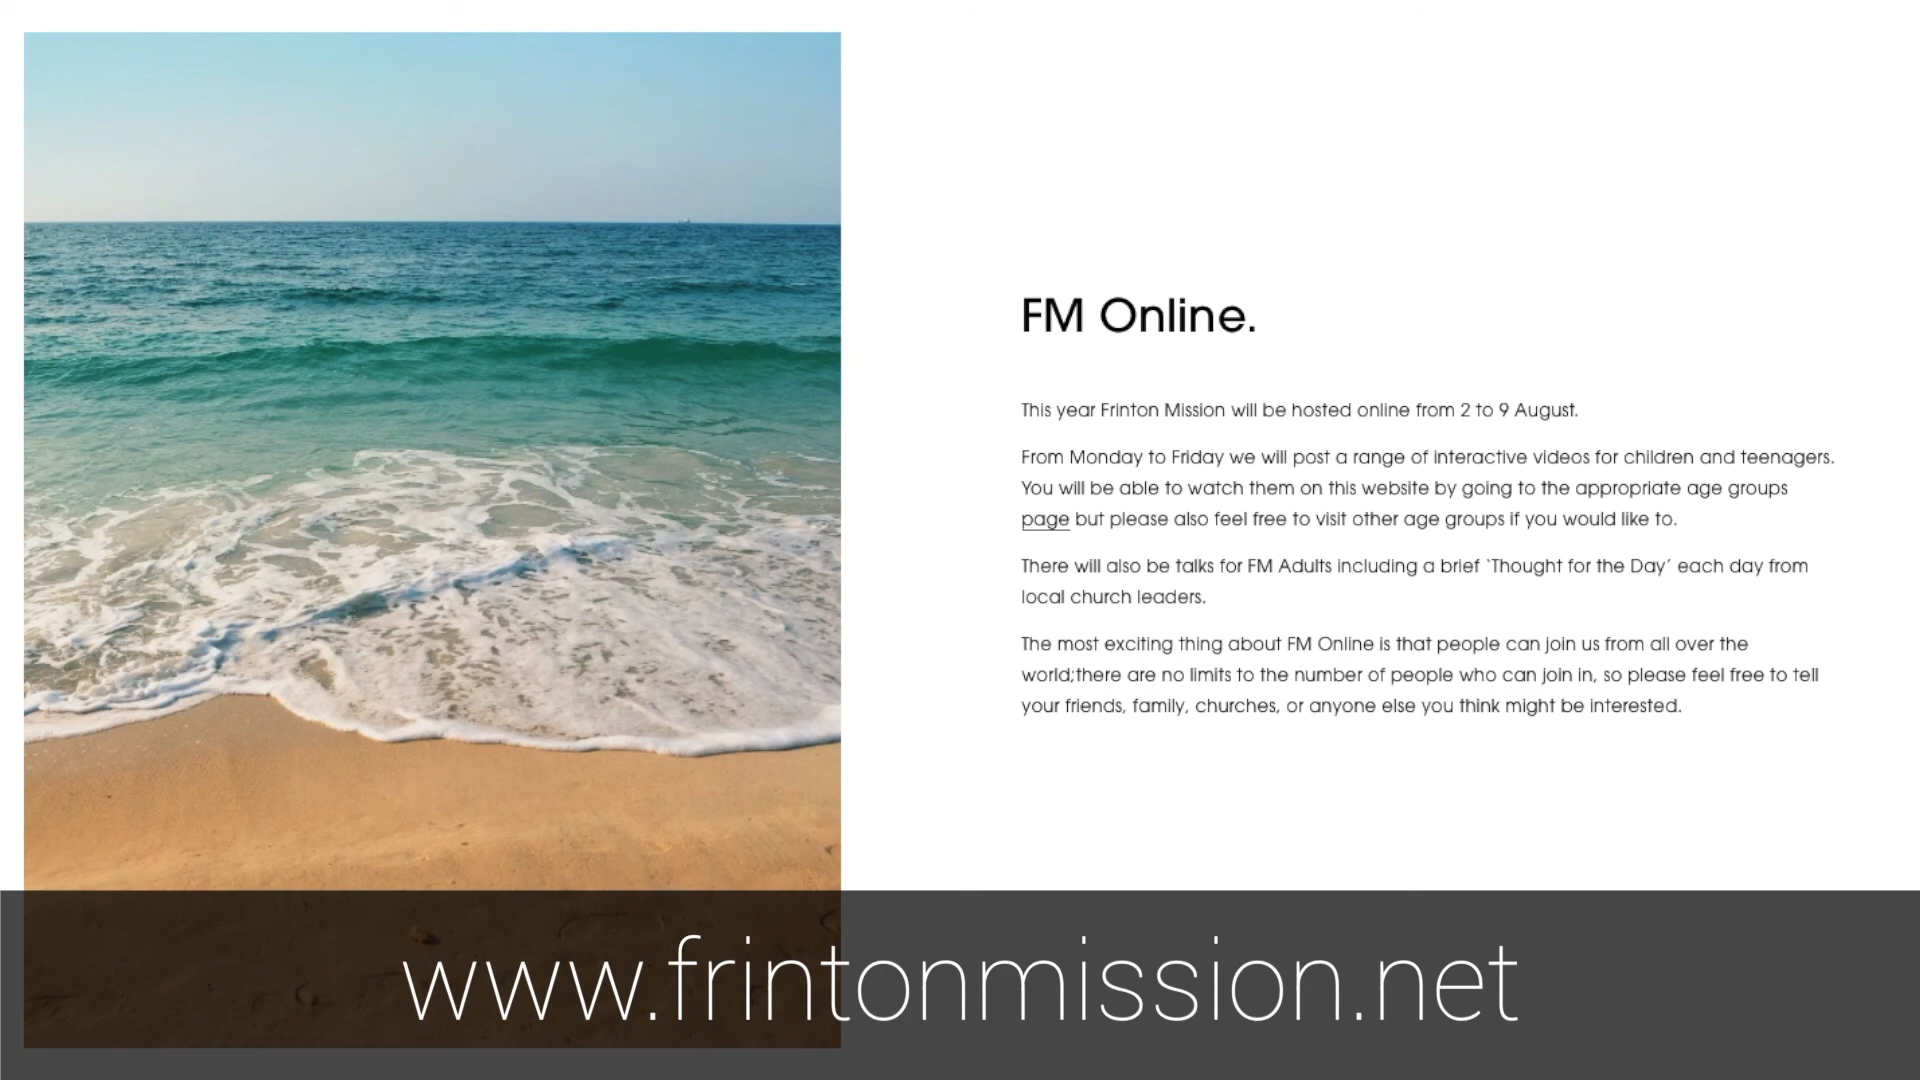 FM Online.
This year Frinton Mission will be hosted online from 2 to 9 August.
From Monday to Friday we will post a range of interactive videos for children and teenagers.
You will be able to watch them on this website by going to the appropriate age groups
page but please also feel free to visit other age groups if you would like to.
There will also be talks for FM Adults including a brief `Thought for the Day´ each day from
local church leaders.
The most exciting thing about FM Online is that people can join us from all over the
world;there are no limits to the number of people who can join in, so please feel free to tell
your friends, family, churches, or anyone else you think might be interested.
www.frintonmission.net